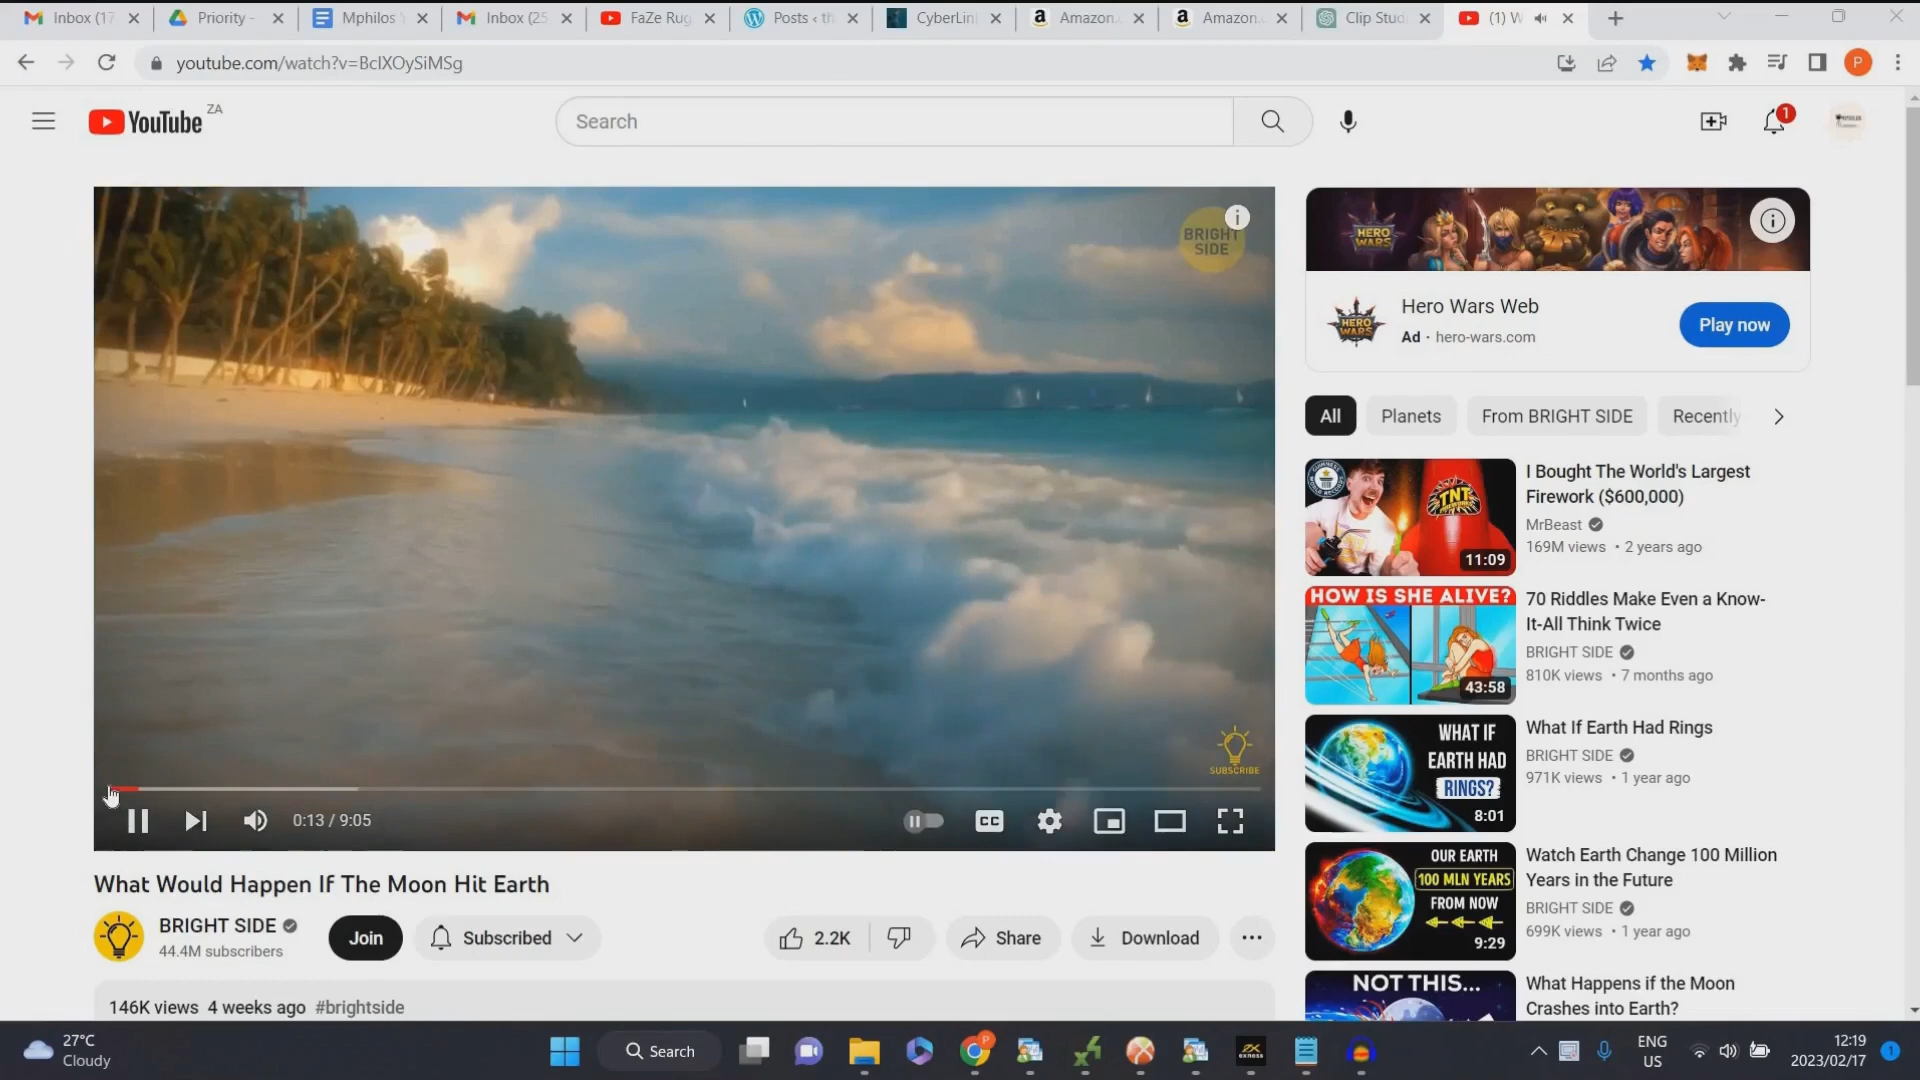 Inbox (17
Priority -
Mphilos
Inbox (25
FaZe Rug
Posts ‹ th
CyberLin
Amazon.
Amazon.
Clip Stud
(1) W
youtube.com/watch?v=BcIXOySiMSg
P
YouTube ZA
Search
1
BRIGHT
SIDE
SUBSCRIBE
0:13 / 9:05
CC
What Would Happen If The Moon Hit Earth
BRIGHT SIDE
44.4M subscribers
Join
Subscribed
2.2K
Share
Download
146K views 4 weeks ago #brightside
HERO
WARS
Hero Wars Web
Ad · hero-wars.com
HERO
WARS
Play now
All
Planets
From BRIGHT SIDE
Recently
TNT
11:09
I Bought The World's Largest
Firework ($600,000)
MrBeast
169M views • 2 years ago
HOW IS SHE ALIVE?
43:58
70 Riddles Make Even a Know-
It-All Think Twice
BRIGHT SIDE
810K views • 7 months ago
WHAT IF
EARTH HAD
RINGS?
8:01
What If Earth Had Rings
BRIGHT SIDE
971K views • 1 year ago
OUR EARTH
100 MLN YEARS
FROM NOW
9:29
Watch Earth Change 100 Million
Years in the Future
BRIGHT SIDE
699K views • 1 year ago
NOT THIS...
What Happens if the Moon
Crashes into Earth?
27°C
Cloudy
Search
P
exness
ENG
US
12:19
2023/02/17
1